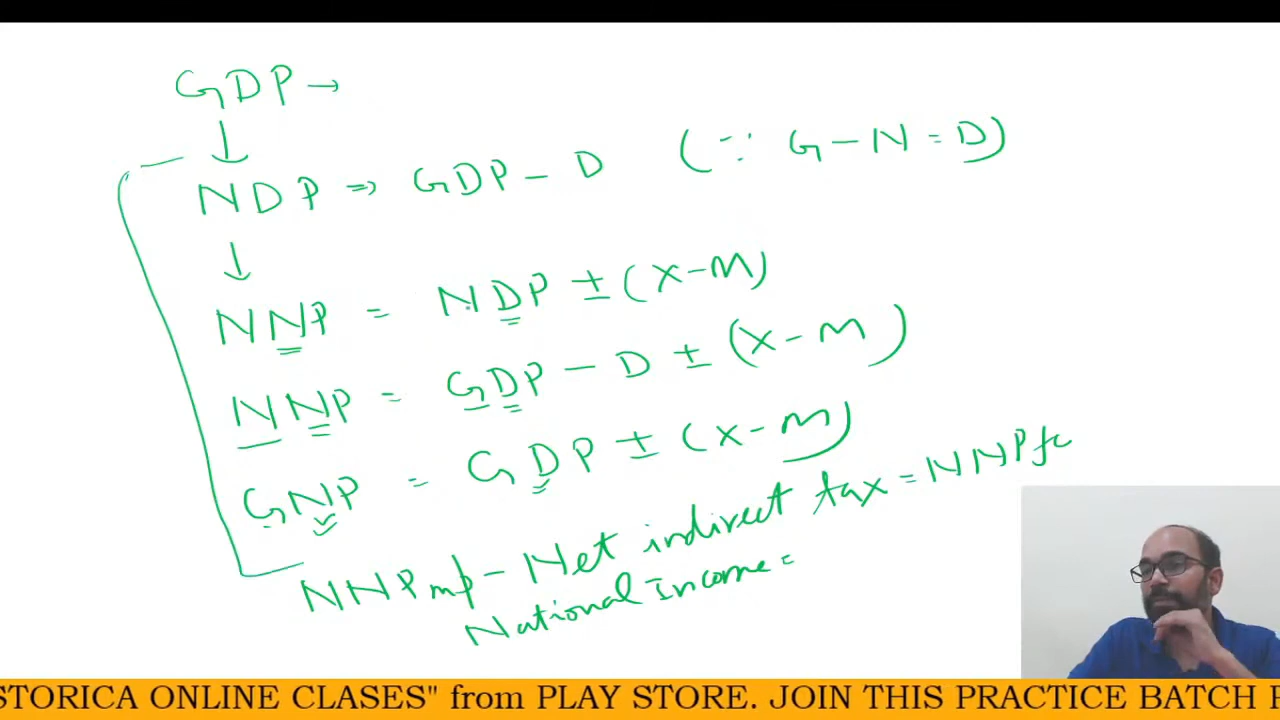 GDP →
NDP ⇒ GDP - D (∵ G - N = D)
NNP = NDP ± (X-M)
NNP = GDP - D ± (X-M)
GNP = GDP ± (X-M)
NNPmp - Net indirect tax = NNPfc
National Income =
STORICA ONLINE CLASES" from PLAY STORE. JOIN THIS PRACTICE BATCH